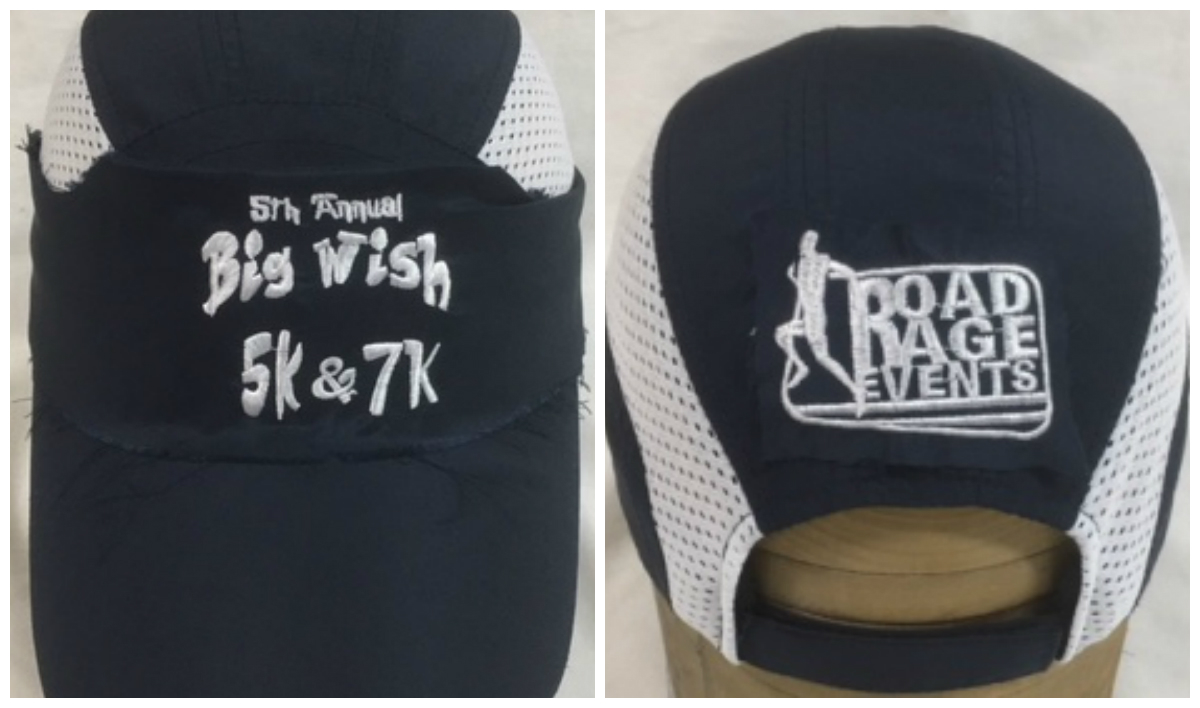 5th Annual
Big Wish
5K & 7K
ROAD
RAGE
EVENTS